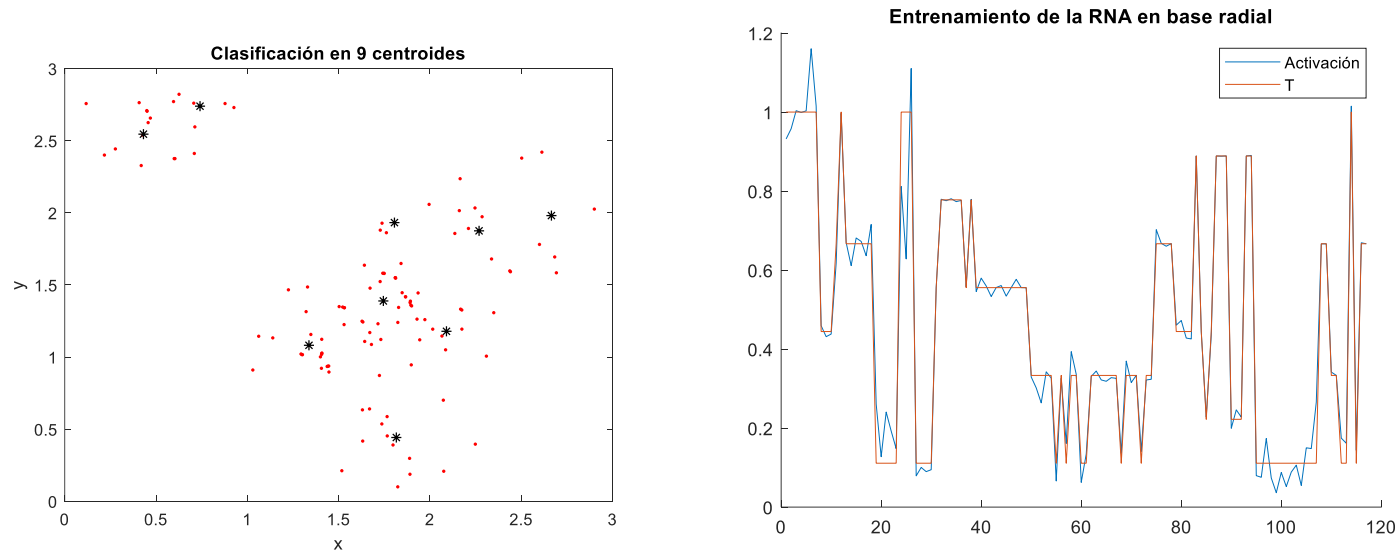 Clasificación en 9 centroides
3
2.5
2
1.5
1
0.5
0
y
0 0.5 1 1.5 2 2.5 3
x
Entrenamiento de la RNA en base radial
1.2
1
0.8
0.6
0.4
0.2
0
0 20 40 60 80 100 120
Activación
T